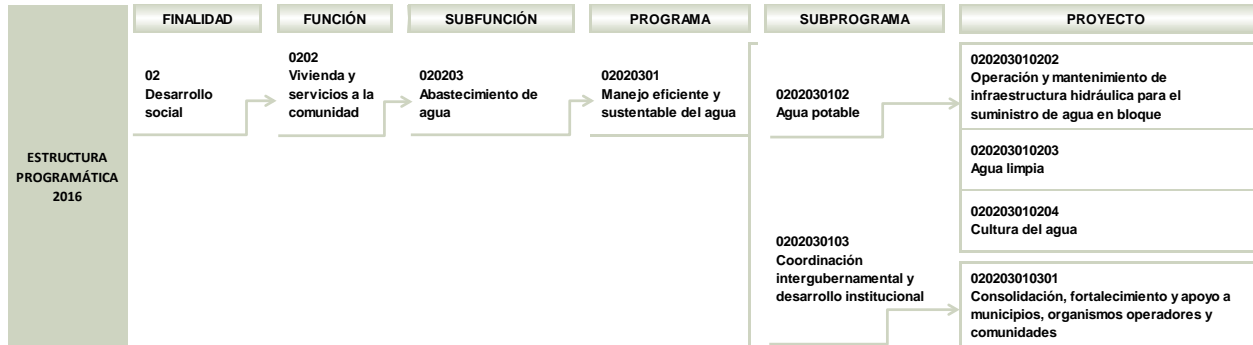 FINALIDAD
FUNCIÓN
SUBFUNCIÓN
PROGRAMA
SUBPROGRAMA
PROYECTO
ESTRUCTURA
PROGRAMÁTICA
2016
02
Desarrollo
social
0202
Vivienda y
servicios a la
comunidad
020203
Abastecimiento de
agua
02020301
Manejo eficiente y
sustentable del agua
0202030102
Agua potable
020203010202
Operación y mantenimiento de
infraestructura hidráulica para el
suministro de agua en bloque
020203010203
Agua limpia
020203010204
Cultura del agua
0202030103
Coordinación
intergubernamental y
desarrollo institucional
020203010301
Consolidación, fortalecimiento y apoyo a
municipios, organismos operadores y
comunidades